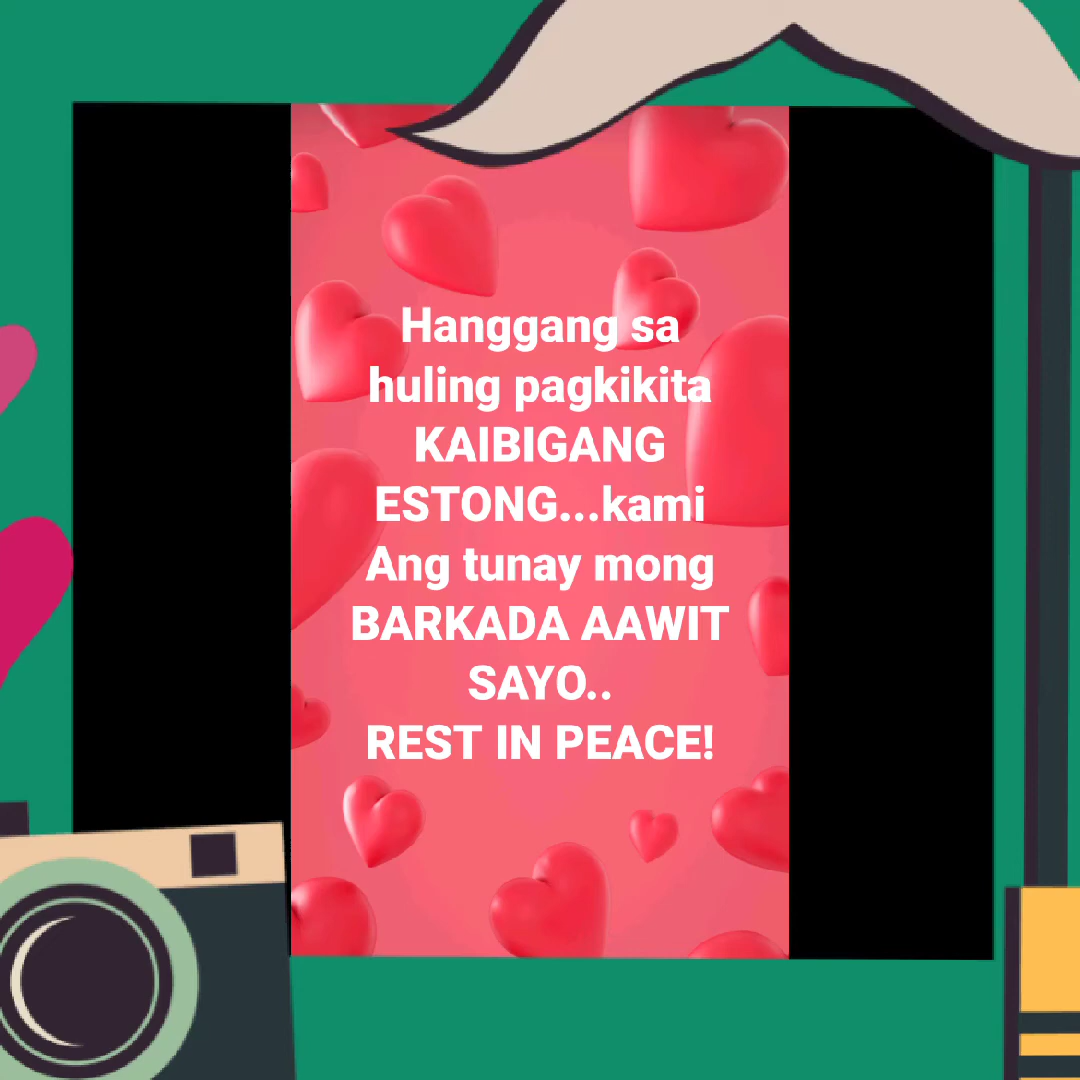 Hanggang sa
huling pagkikita
KAIBIGANG
ESTONG...kami
Ang tunay mong
BARKADA AAWIT
SAYO..
REST IN PEACE!